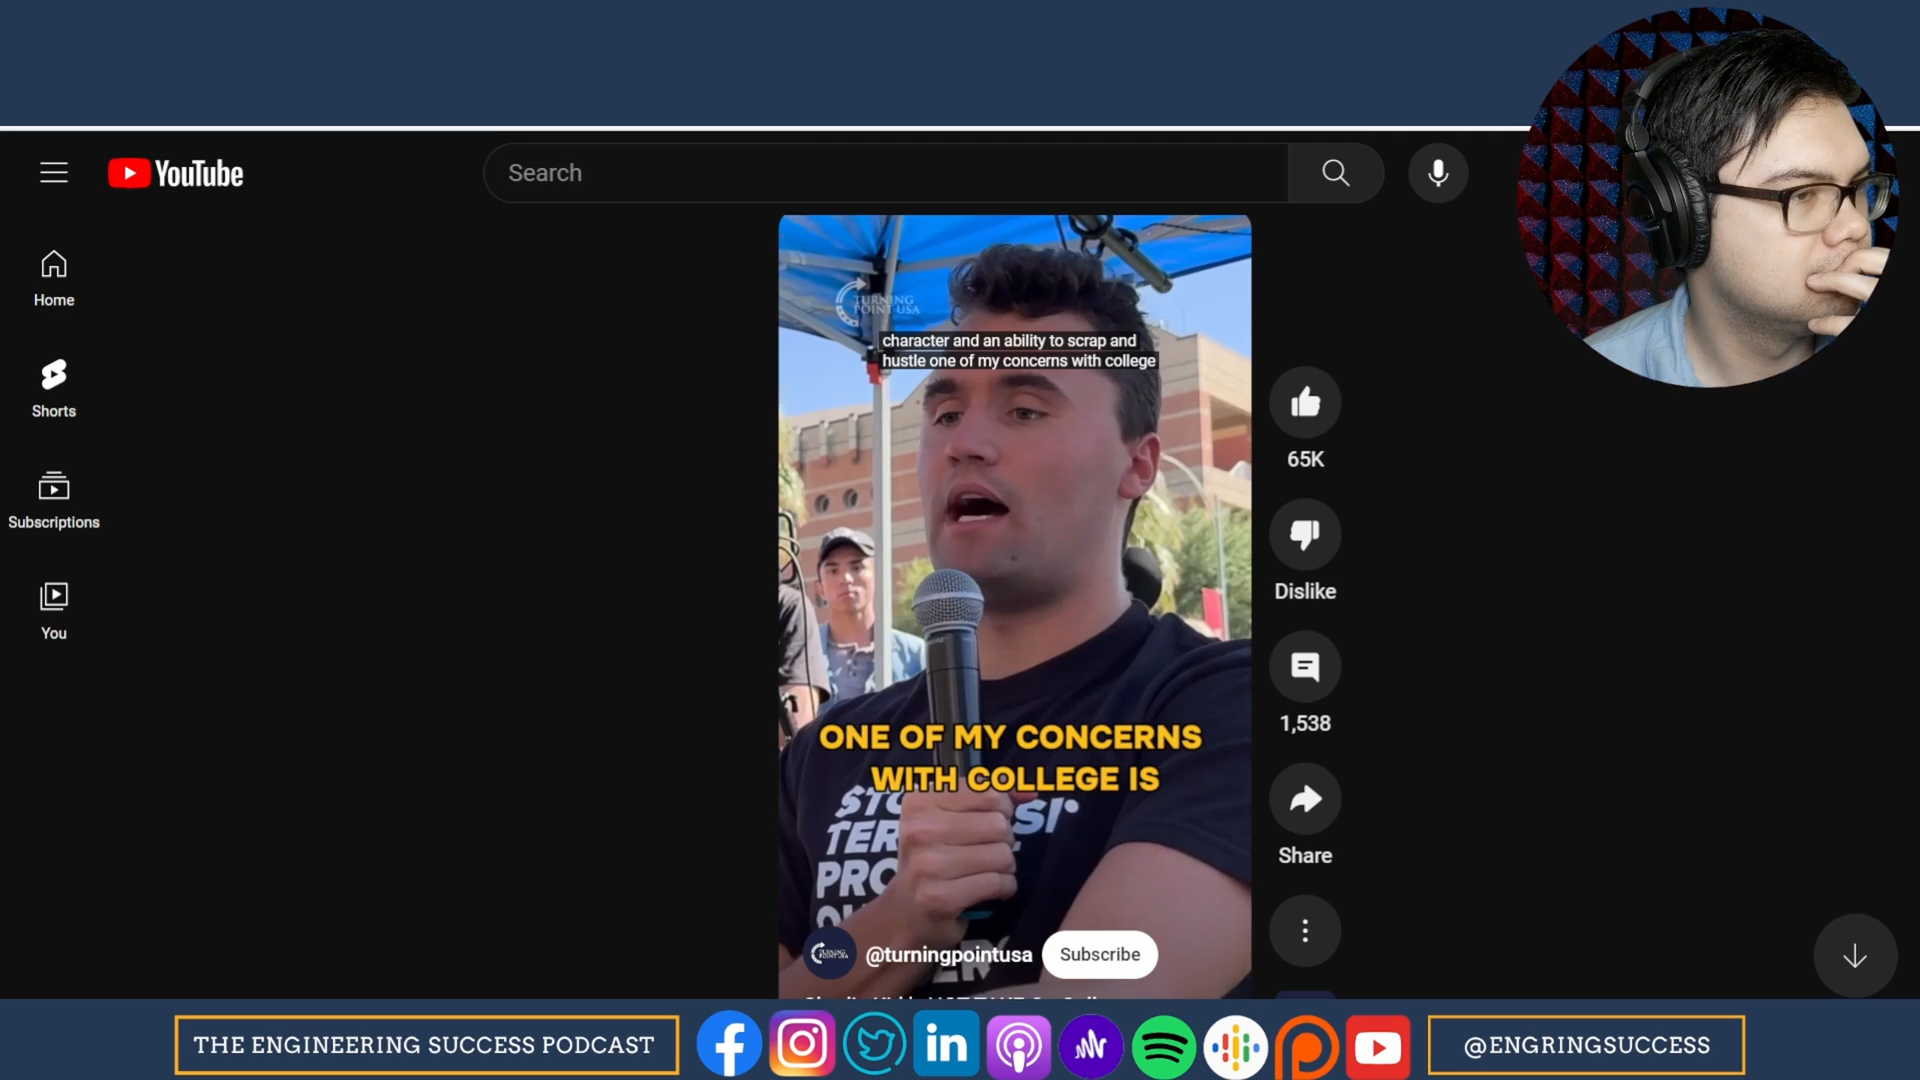 YouTube
Search
Home
Shorts
Subscriptions
You
TURNING
POINT USA
character and an ability to scrap and
hustle one of my concerns with college
ONE OF MY CONCERNS
WITH COLLEGE IS
65K
Dislike
1,538
Share
@turningpointusa
Subscribe
THE ENGINEERING SUCCESS PODCAST
in
@ENGRINGSUCCESS